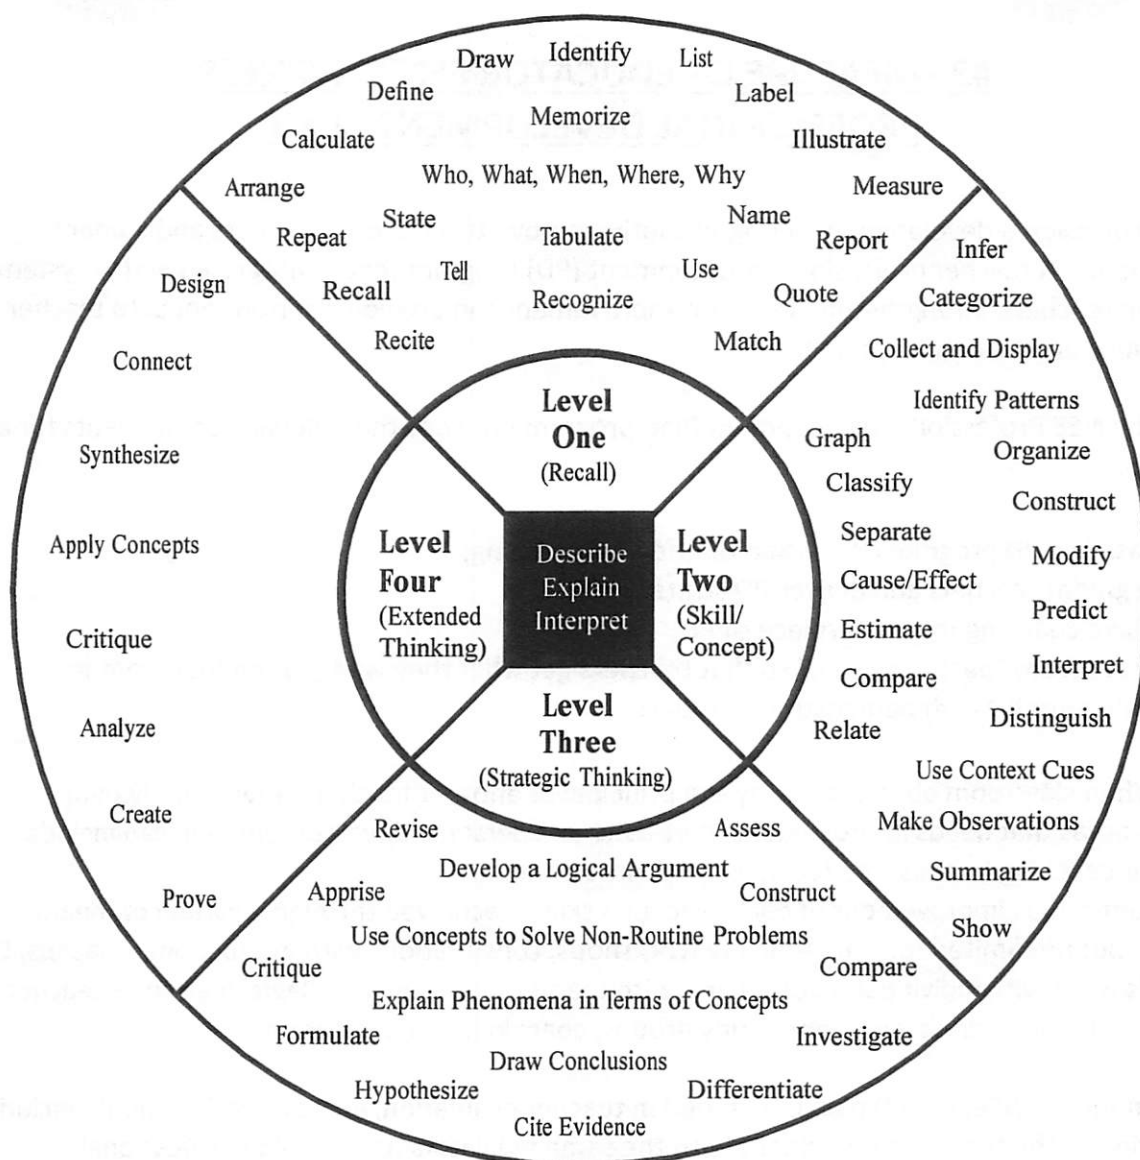 Draw
Identify
List
Define
Label
Memorize
Calculate
Illustrate
Who, What, When, Where, Why
Arrange
Measure
State
Name
Repeat
Tabulate
Report
Tell
Use
Recall
Recognize
Quote
Recite
Match
Level
One
(Recall)
Infer
Categorize
Collect and Display
Identify Patterns
Graph
Organize
Classify
Construct
Separate
Modify
Cause/Effect
Predict
Estimate
Interpret
Compare
Distinguish
Relate
Use Context Cues
Make Observations
Summarize
Show
Level
Two
(Skill/
Concept)
Describe
Explain
Interpret
Level
Three
(Strategic Thinking)
Revise
Assess
Develop a Logical Argument
Apprise
Construct
Use Concepts to Solve Non-Routine Problems
Critique
Compare
Explain Phenomena in Terms of Concepts
Formulate
Investigate
Draw Conclusions
Hypothesize
Differentiate
Cite Evidence
Level
Four
(Extended
Thinking)
Design
Connect
Synthesize
Apply Concepts
Critique
Analyze
Create
Prove